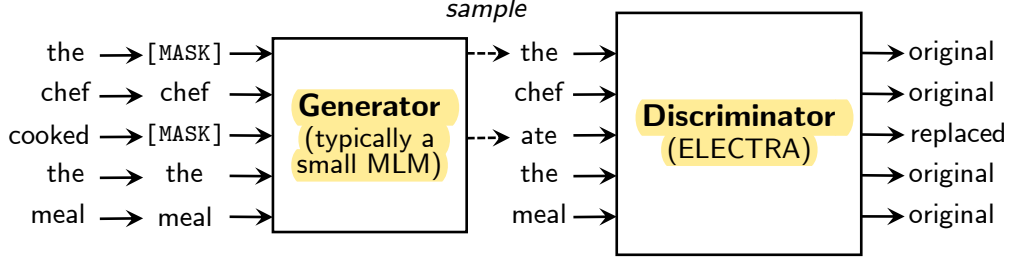 sample
the [MASK] the original
chef chef chef original
cooked [MASK] ate replaced
the the the original
meal meal meal original
Generator
(typically a
small MLM)
Discriminator
(ELECTRA)